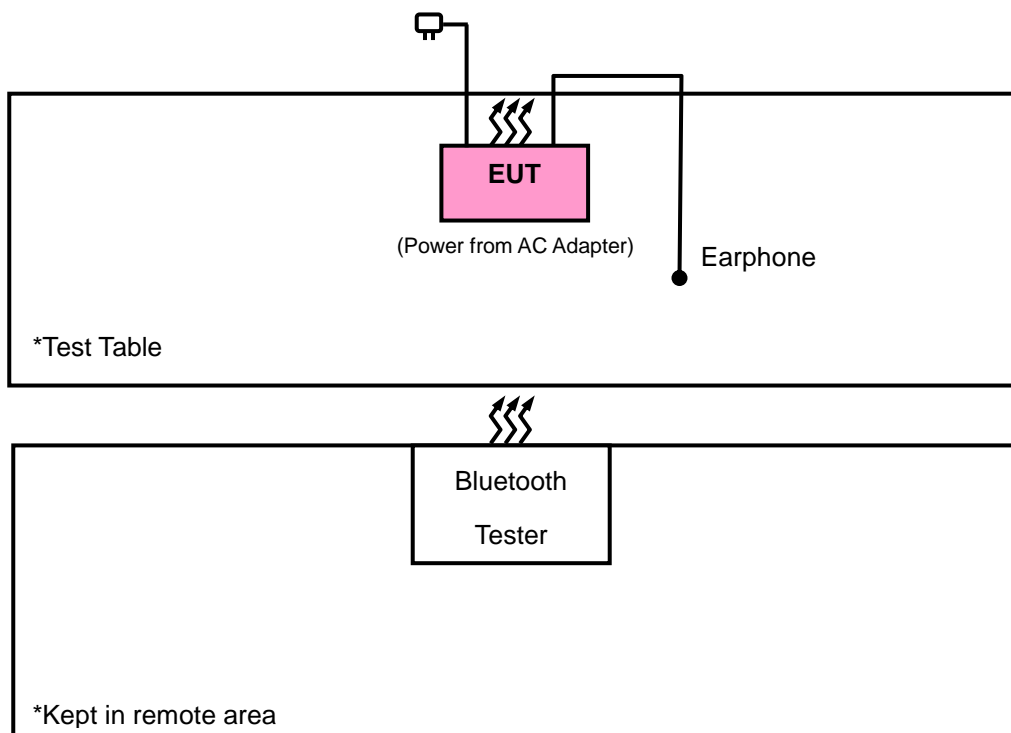 EUT
(Power from AC Adapter)
Earphone
*Test Table
Bluetooth
Tester
*Kept in remote area